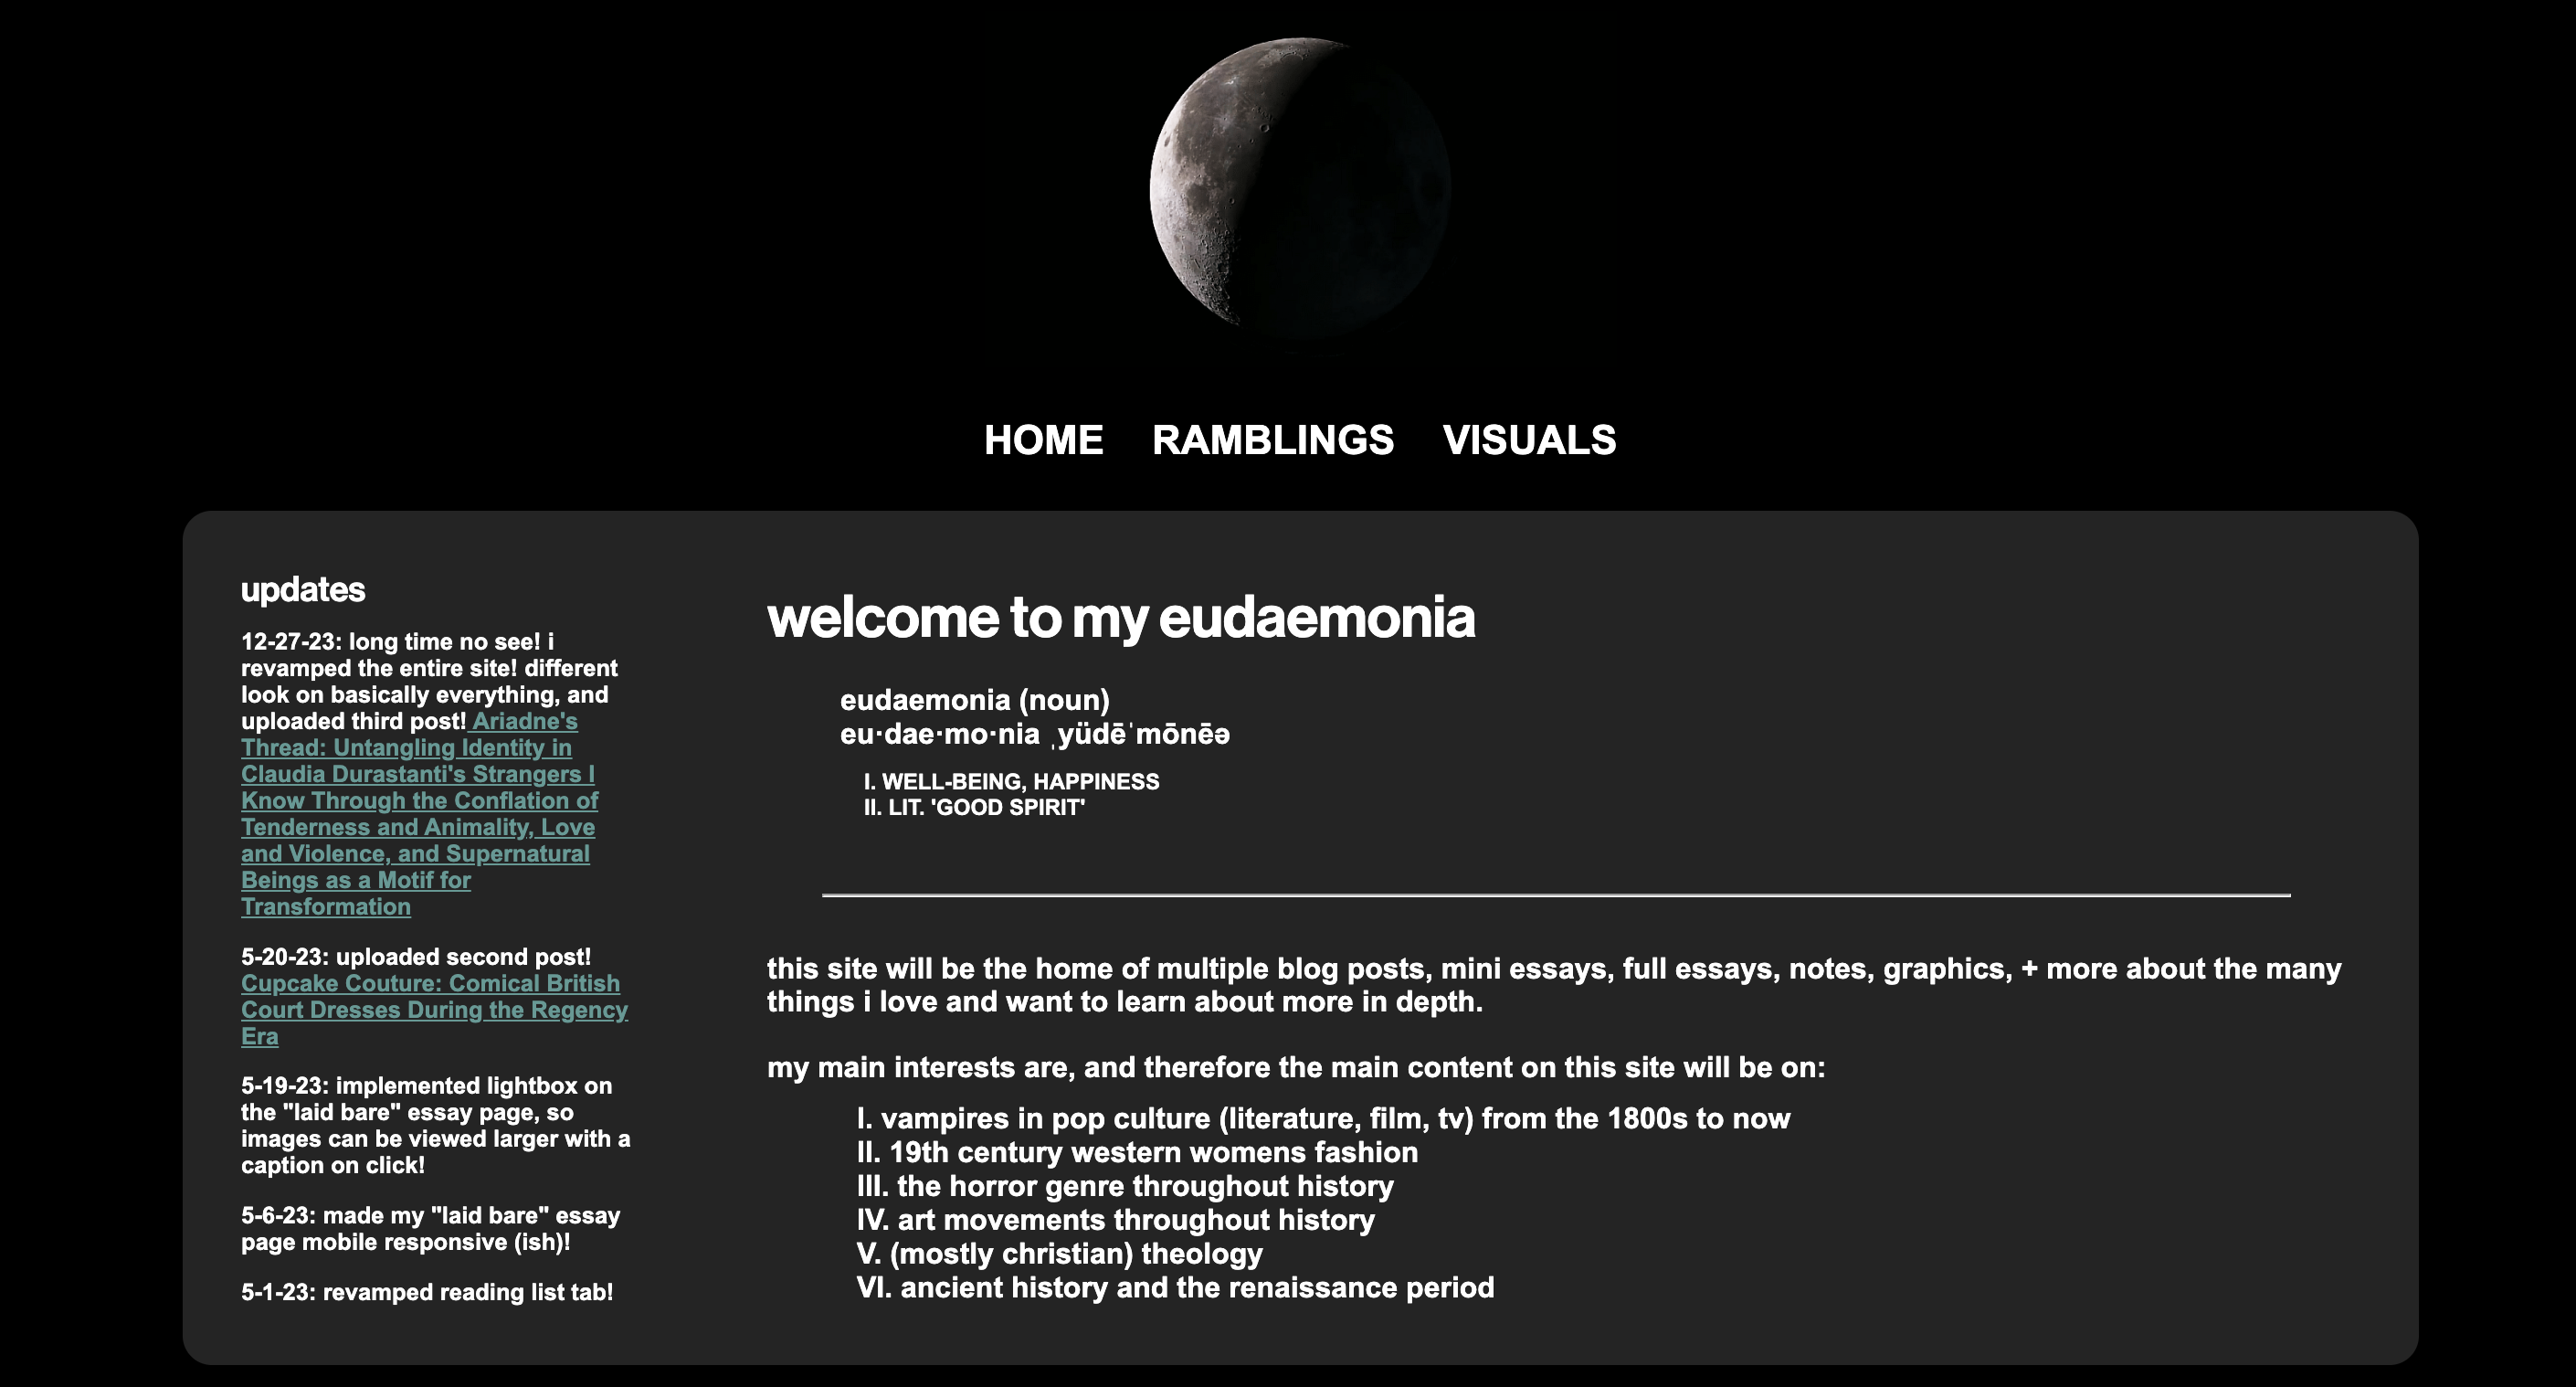 HOME RAMBLINGS VISUALS
updates
12-27-23: long time no see! i
revamped the entire site! different
look on basically everything, and
uploaded third post! Ariadne's
Thread: Untangling Identity in
Claudia Durastanti's Strangers I
Know Through the Conflation of
Tenderness and Animality, Love
and Violence, and Supernatural
Beings as a Motif for
Transformation
5-20-23: uploaded second post!
Cupcake Couture: Comical British
Court Dresses During the Regency
Era
5-19-23: implemented lightbox on
the "laid bare" essay page, so
images can be viewed larger with a
caption on click!
5-6-23: made my "laid bare" essay
page mobile responsive (ish)!
5-1-23: revamped reading list tab!
welcome to my eudaemonia
eudaemonia (noun)
eu·dae·mo·nia ˌyüdēˈmōnēə
I. WELL-BEING, HAPPINESS
II. LIT. 'GOOD SPIRIT'
this site will be the home of multiple blog posts, mini essays, full essays, notes, graphics, + more about the many
things i love and want to learn about more in depth.
my main interests are, and therefore the main content on this site will be on:
I. vampires in pop culture (literature, film, tv) from the 1800s to now
II. 19th century western womens fashion
III. the horror genre throughout history
IV. art movements throughout history
V. (mostly christian) theology
VI. ancient history and the renaissance period